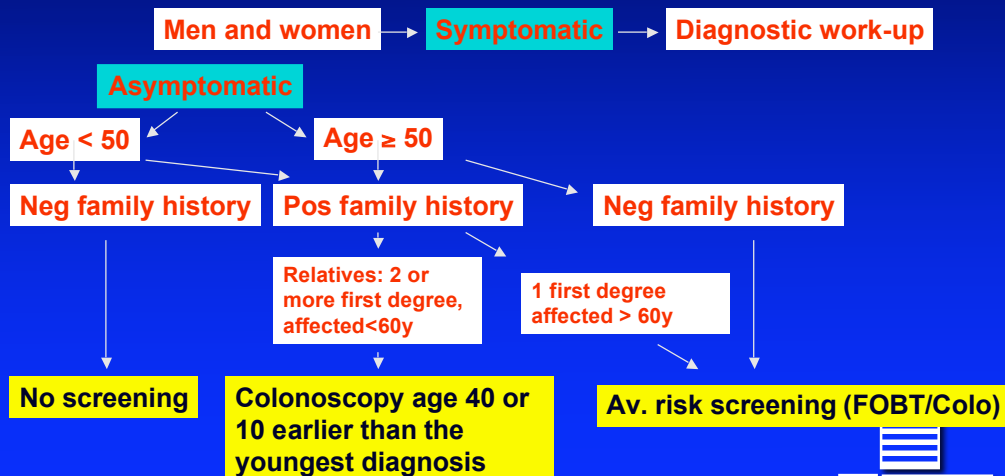 Men and women
Symptomatic
Diagnostic work-up
Asymptomatic
Age < 50
Age ≥ 50
Neg family history
Pos family history
Neg family history
Relatives: 2 or
more first degree,
affected<60y
1 first degree
affected > 60y
No screening
Colonoscopy age 40 or
10 earlier than the
youngest diagnosis
Av. risk screening (FOBT/Colo)